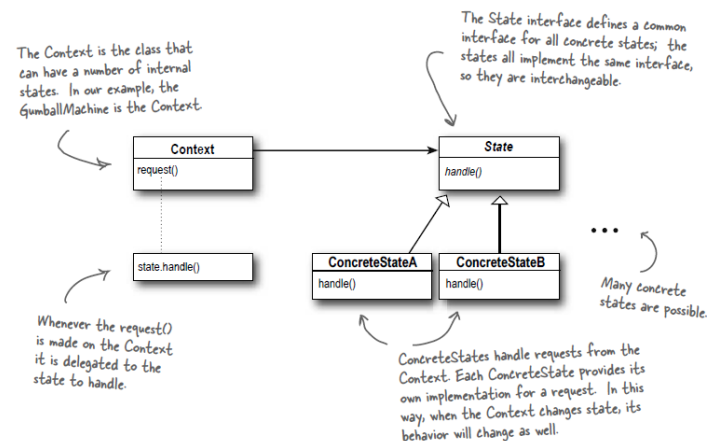 The State interface defines a common
interface for all concrete states; the
states all implement the same interface,
so they are interchangeable.
The Context is the class that
can have a number of internal
states. In our example, the
GumballMachine is the Context.
Context
request()
State
handle()
state.handle()
ConcreteStateA
handle()
ConcreteStateB
handle()
...
Many concrete
states are possible.
Whenever the request()
is made on the Context
it is delegated to the
state to handle.
ConcreteStates handle requests from the
Context. Each ConcreteState provides its
own implementation for a request. In this
way, when the Context changes state, its
behavior will change as well.